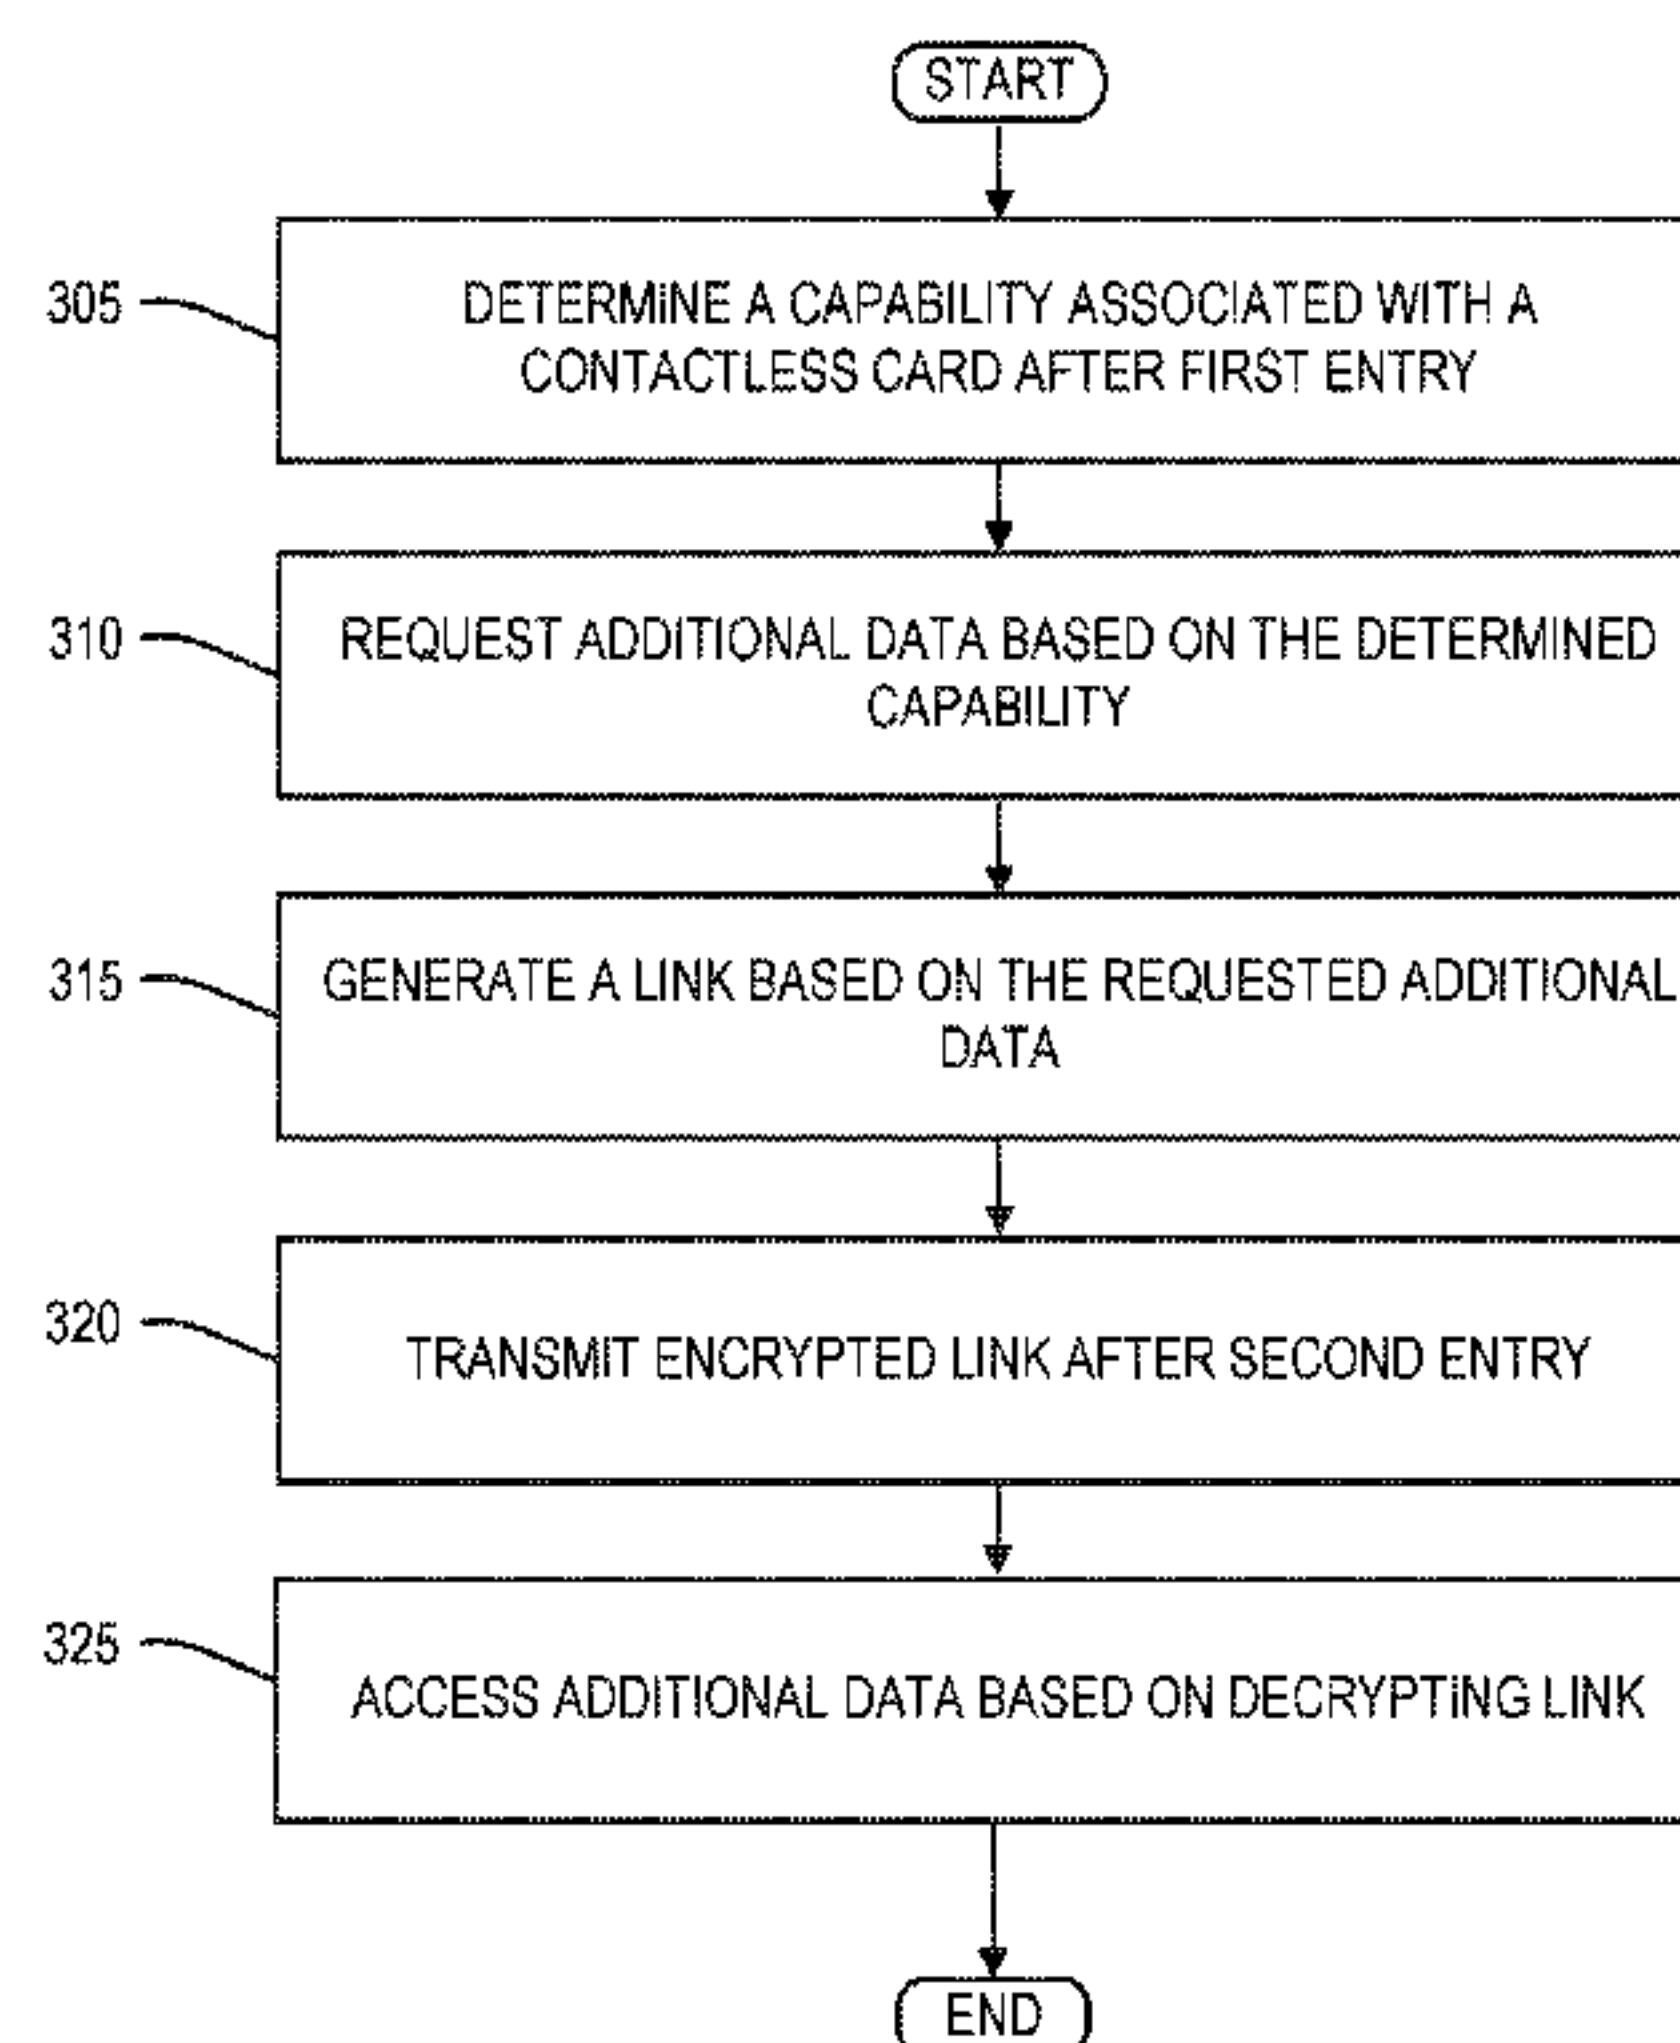 START
305
DETERMINE A CAPABILITY ASSOCIATED WITH A
CONTACTLESS CARD AFTER FIRST ENTRY
310
REQUEST ADDITIONAL DATA BASED ON THE DETERMINED
CAPABILITY
315
GENERATE A LINK BASED ON THE REQUESTED ADDITIONAL
DATA
320
TRANSMIT ENCRYPTED LINK AFTER SECOND ENTRY
325
ACCESS ADDITIONAL DATA BASED ON DECRYPTING LINK
END